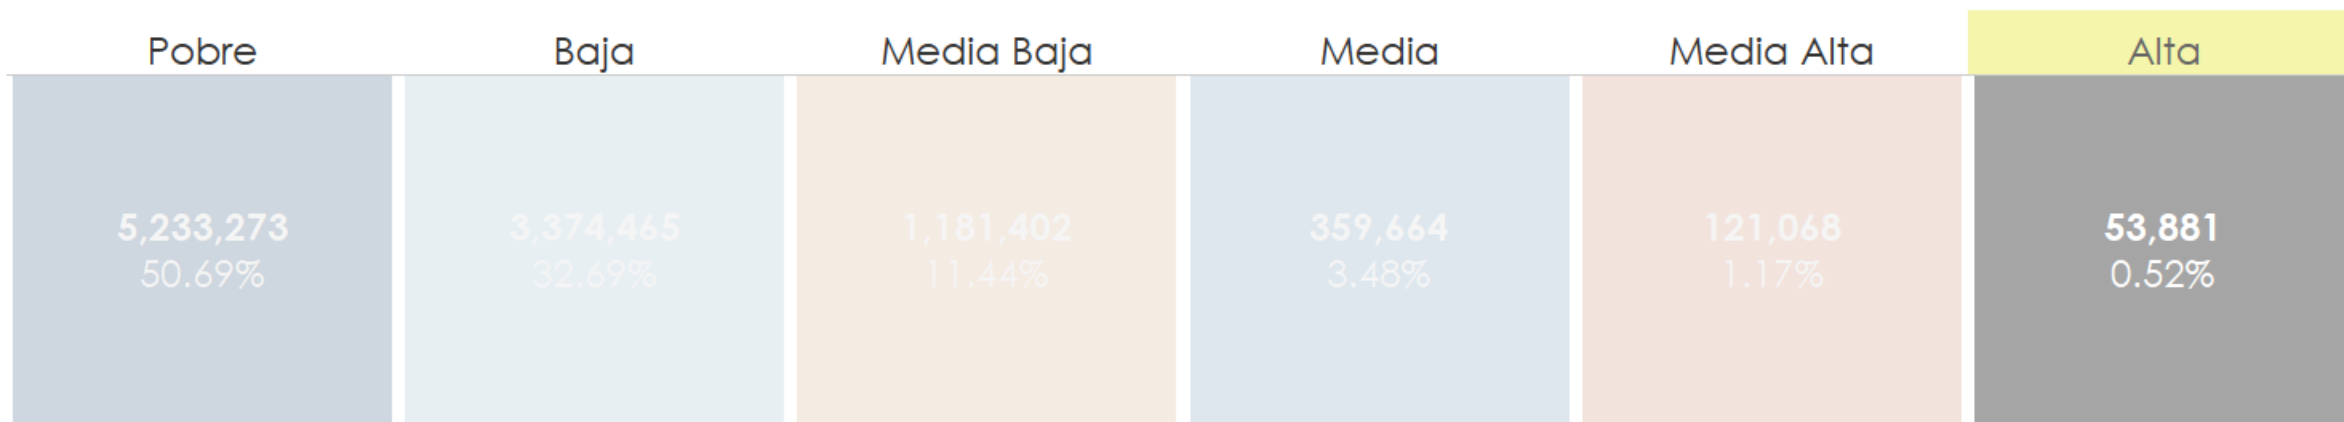 Pobre Baja Media Baja Media Media Alta Alta
5,233,273 3,374,465 1,181,402 359,664 121,068 53,881
50.69% 32.69% 11.44% 3.48% 1.17% 0.52%